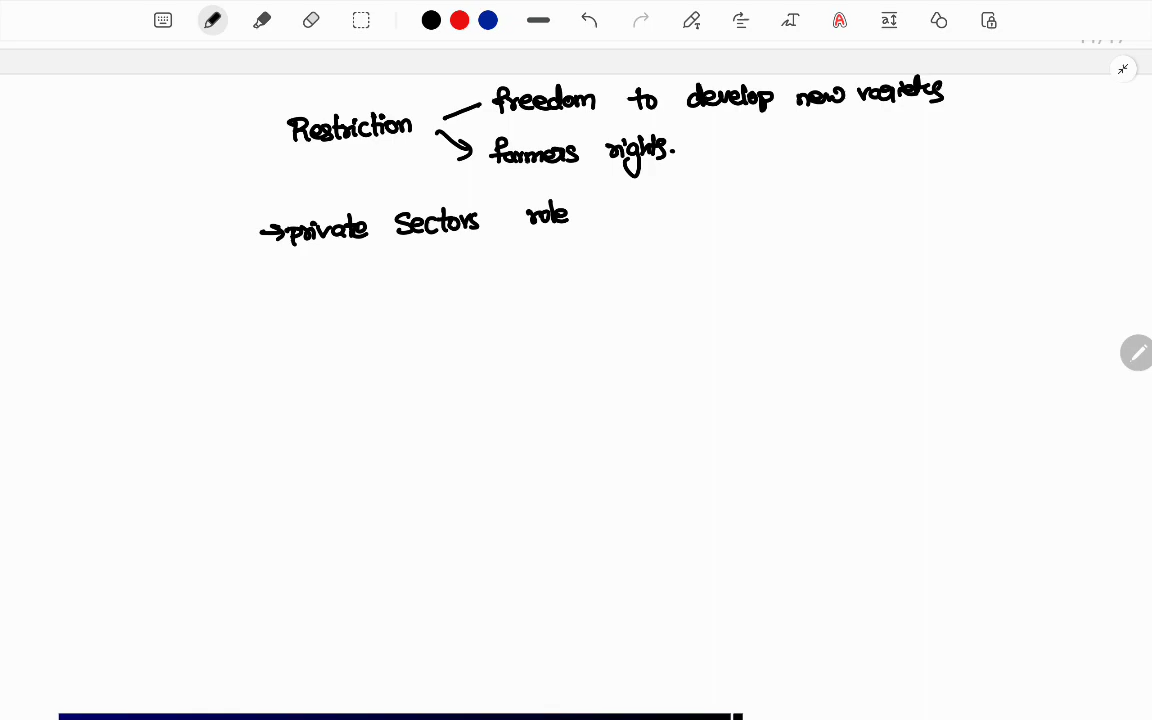 freedom to develop new varieties
Restriction
farmers rights.
→ private Sectors role